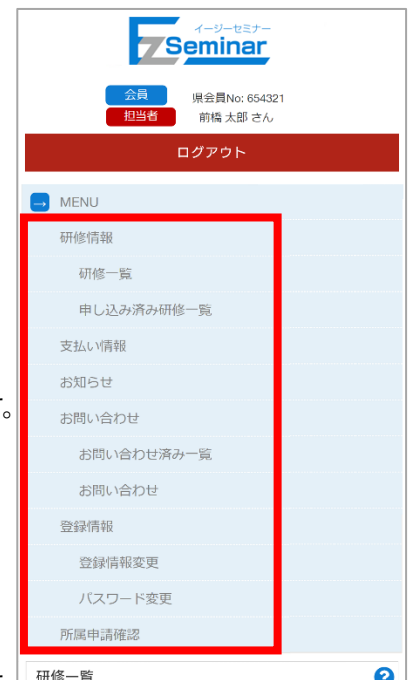 イージーセミナー
EZ Seminar
会員 県会員No: 654321
担当者 前橋 太郎 さん
ログアウト
→ MENU
研修情報
研修一覧
申し込み済み研修一覧
支払い情報
お知らせ
。
お問い合わせ
お問い合わせ済み一覧
お問い合わせ
登録情報
登録情報変更
パスワード変更
所属申請確認
研修一覧 ?